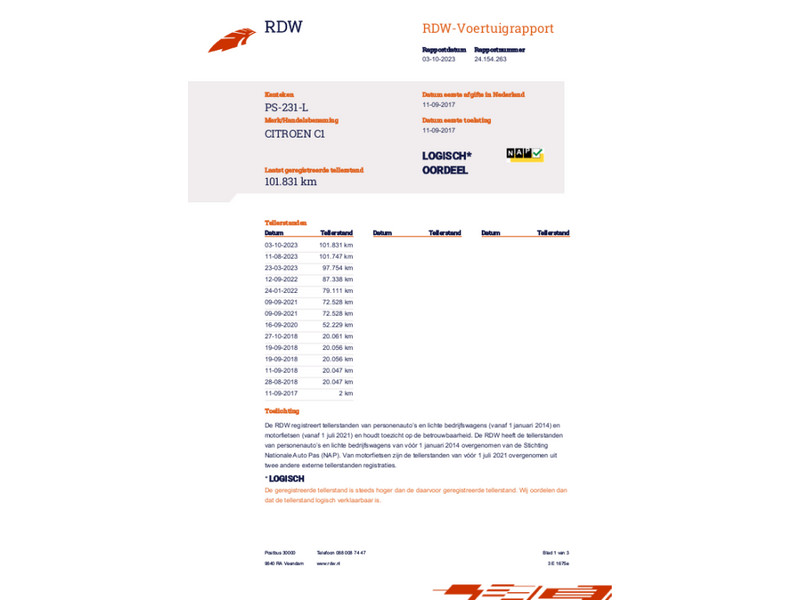 RDW
RDW-Voertuigrapport
Rapportdatum Rapportnummer
03-10-2023 24.154.263
Kenteken
PS-231-L
Merk/Handelsbenaming
CITROEN C1
Laatst geregistreerde tellerstand
101.831 km
Datum eerste afgifte in Nederland
11-09-2017
Datum eerste toelating
11-09-2017
LOGISCH*
OORDEEL
NAP
Tellerstanden
Datum Tellerstand Datum Tellerstand Datum Tellerstand
03-10-2023 101.831 km
11-08-2023 101.747 km
23-03-2023 97.754 km
12-09-2022 87.338 km
24-01-2022 79.111 km
09-09-2021 72.528 km
09-09-2021 72.528 km
16-09-2020 52.229 km
27-10-2018 20.061 km
19-09-2018 20.056 km
19-09-2018 20.056 km
11-09-2018 20.047 km
28-08-2018 20.047 km
11-09-2017 2 km
Toelichting
De RDW registreert tellerstanden van personenauto's en lichte bedrijfswagens (vanaf 1 januari 2014) en
motorfietsen (vanaf 1 juli 2021) en houdt toezicht op de betrouwbaarheid. De RDW heeft de tellerstanden
van personenauto's en lichte bedrijfswagens van vóór 1 januari 2014 overgenomen van de Stichting
Nationale Auto Pas (NAP). Van motorfietsen zijn de tellerstanden van vóór 1 juli 2021 overgenomen uit
twee andere externe tellerstanden registraties.
* LOGISCH
De geregistreerde tellerstand is steeds hoger dan de daarvoor geregistreerde tellerstand. Wij oordelen dan
dat de tellerstand logisch verklaarbaar is.
Postbus 30000 Telefoon 088 008 74 47 Blad 1 van 3
9640 RA Veendam www.rdw.nl 3 E 1675a